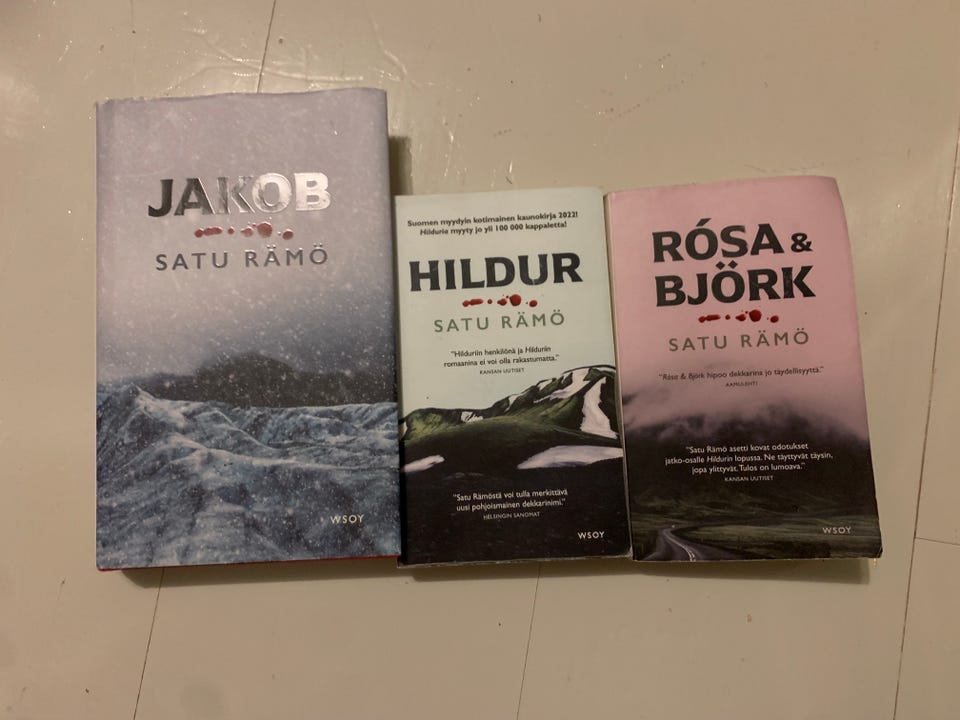 JAKOB
SATU RÄMÖ
WSOY
Suomen myydyin kotimainen kaunokirja 2022!
Hilduria myyty jo yli 100 000 kappaletta!
HILDUR
SATU RÄMÖ
"Hilduriin henkilönä ja Hilduriin
romaanina ei voi olla rakastumatta."
KANSAN UUTISET
"Satu Rämöstä voi tulla merkittävä
uusi pohjoismainen dekkarinimi."
HELSINGIN SANOMAT
WSOY
RÓSA &
BJÖRK
SATU RÄMÖ
"Rósa & Björk hipoo dekkarina jo täydellisyyttä."
AAMULEHTI
"Satu Rämö asetti kovat odotukset
jatko-osalle Hildurin lopussa. Ne täyttyvät täysin,
jopa ylittyvät. Tulos on lumoava."
KANSAN UUTISET
WSOY